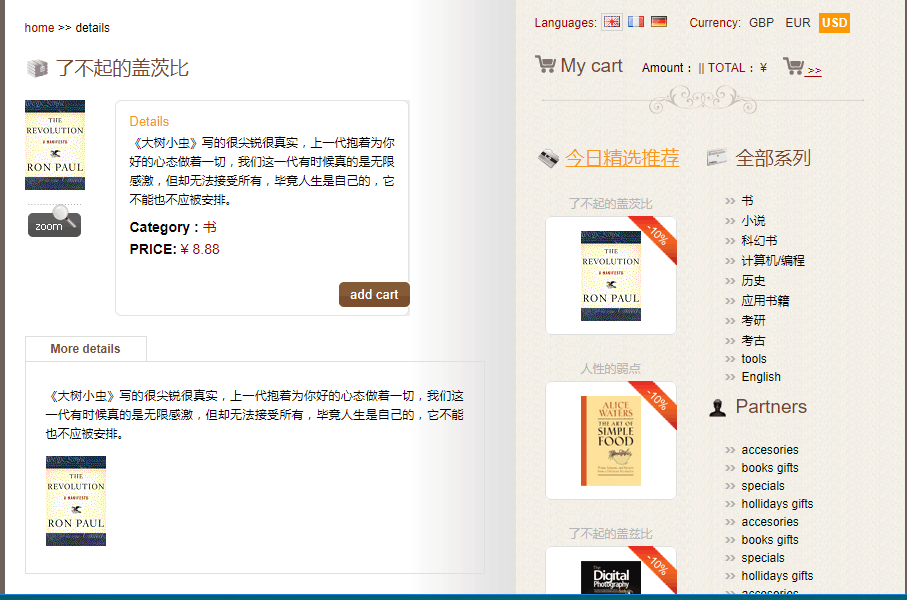 home >> details
了不起的盖茨比
THE
REVOLUTION
A MANIFESTO
RON PAUL
zoom
Details
《大树小虫》写的很尖锐很真实，上一代抱着为你
好的心态做着一切，我们这一代有时候真的是无限
感激，但却无法接受所有，毕竟人生是自己的，它
不能也不应被安排。
Category : 书
PRICE: ¥ 8.88
add cart
More details
《大树小虫》写的很尖锐很真实，上一代抱着为你好的心态做着一切，我们这
一代有时候真的是无限感激，但却无法接受所有，毕竟人生是自己的，它不能
也不应被安排。
THE
REVOLUTION
A MANIFESTO
RON PAUL
Languages:
Currency: GBP EUR USD
My cart
Amount : || TOTAL : ¥
>>
今日精选推荐
了不起的盖茨比
-10%
THE
REVOLUTION
A MANIFESTO
RON PAUL
人性的弱点
-10%
ALICE
WATERS
THE ART OF
SIMPLE
FOOD
了不起的盖兹比
-10%
The
Digital
Photography
全部系列
书
小说
科幻书
计算机/编程
历史
应用书籍
考研
考古
tools
English
Partners
accesories
books gifts
specials
hollidays gifts
accesories
books gifts
specials
hollidays gifts
accesories